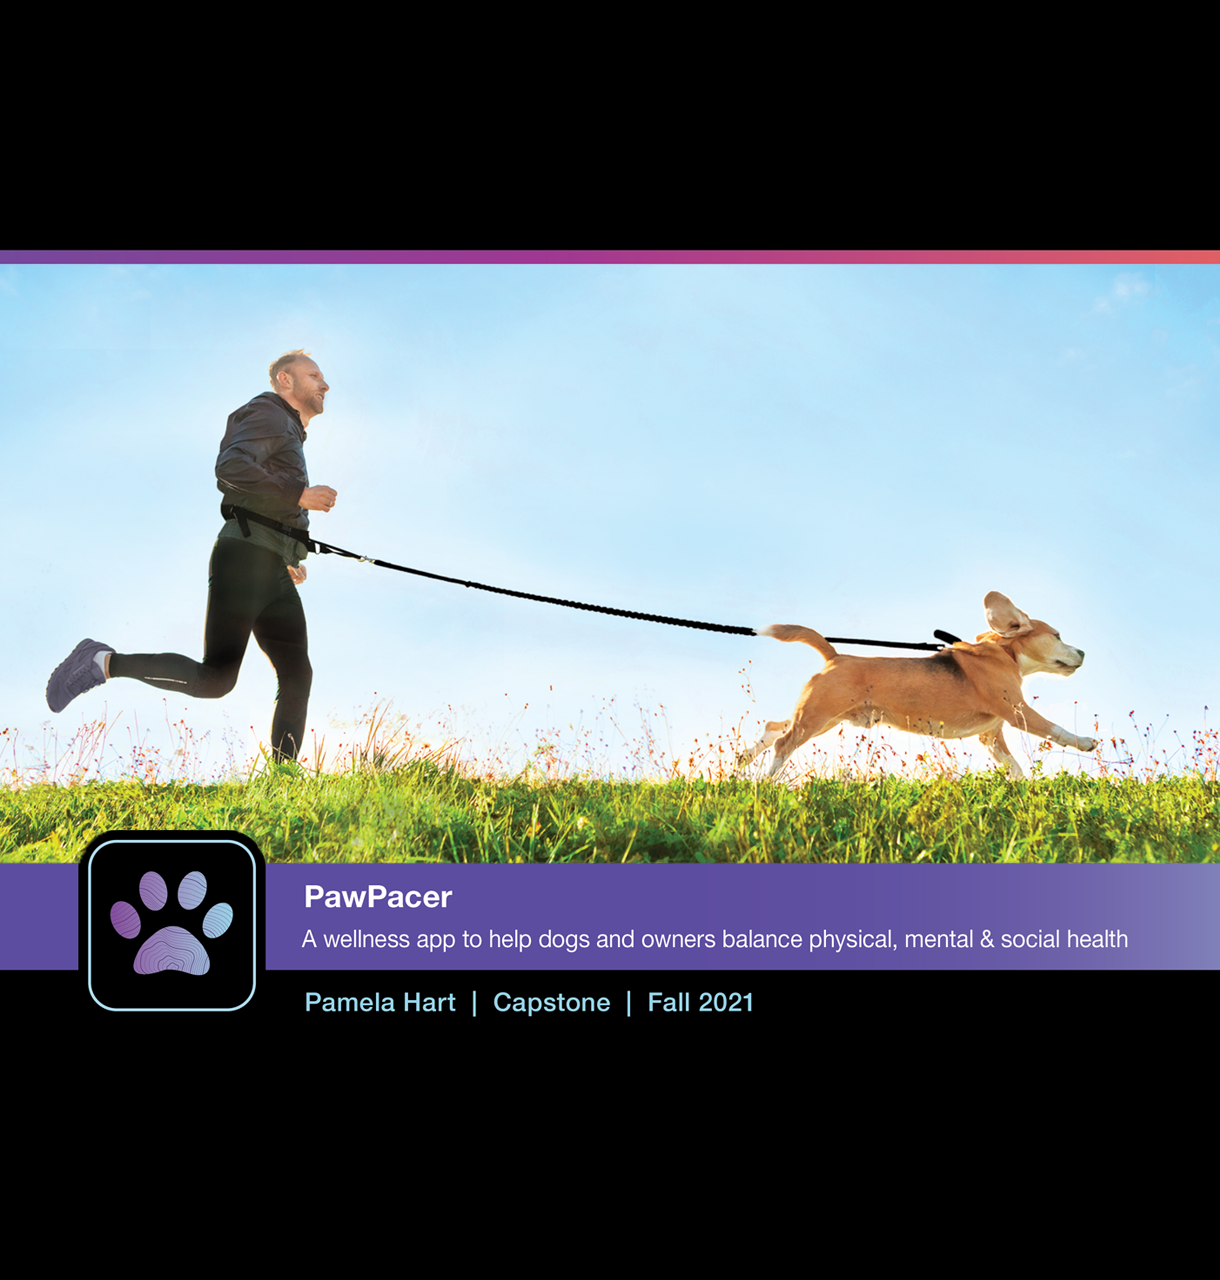 PawPacer
A wellness app to help dogs and owners balance physical, mental & social health
Pamela Hart | Capstone | Fall 2021